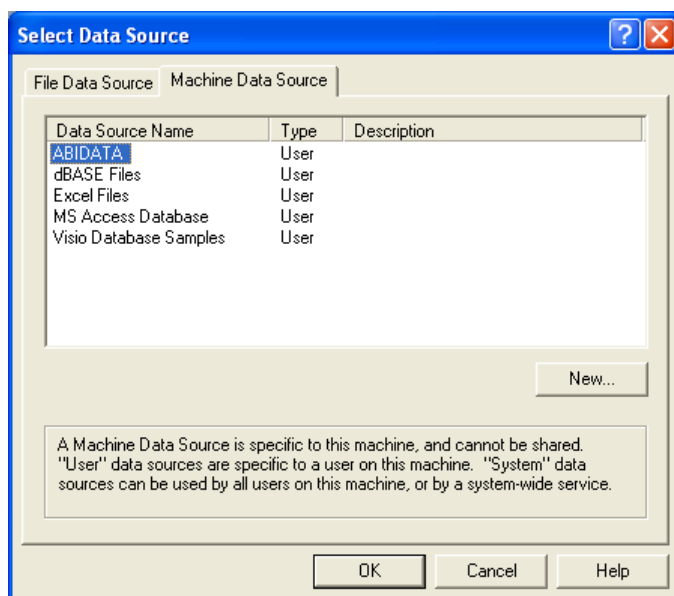 Select Data Source
File Data Source Machine Data Source
Data Source Name Type Description
ABIDATA User
dBASE Files User
Excel Files User
MS Access Database User
Visio Database Samples User
New...
A Machine Data Source is specific to this machine, and cannot be shared.
"User" data sources are specific to a user on this machine. "System" data
sources can be used by all users on this machine, or by a system-wide service.
OK Cancel Help